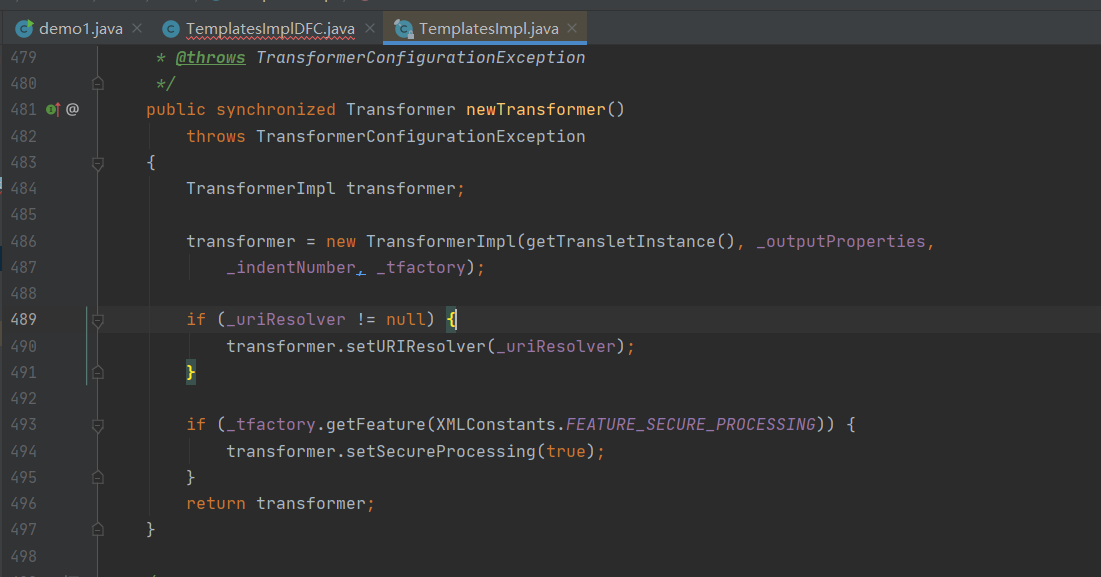 demo1.java TemplatesImplDFC.java TemplatesImpl.java
479 * @throws TransformerConfigurationException
480 */
481 @ public synchronized Transformer newTransformer()
482 throws TransformerConfigurationException
483 {
484 TransformerImpl transformer;
485
486 transformer = new TransformerImpl(getTransletInstance(), _outputProperties,
487 _indentNumber, _tfactory);
488
489 if (_uriResolver != null) {
490 transformer.setURIResolver(_uriResolver);
491 }
492
493 if (_tfactory.getFeature(XMLConstants.FEATURE_SECURE_PROCESSING)) {
494 transformer.setSecureProcessing(true);
495 }
496 return transformer;
497 }
498